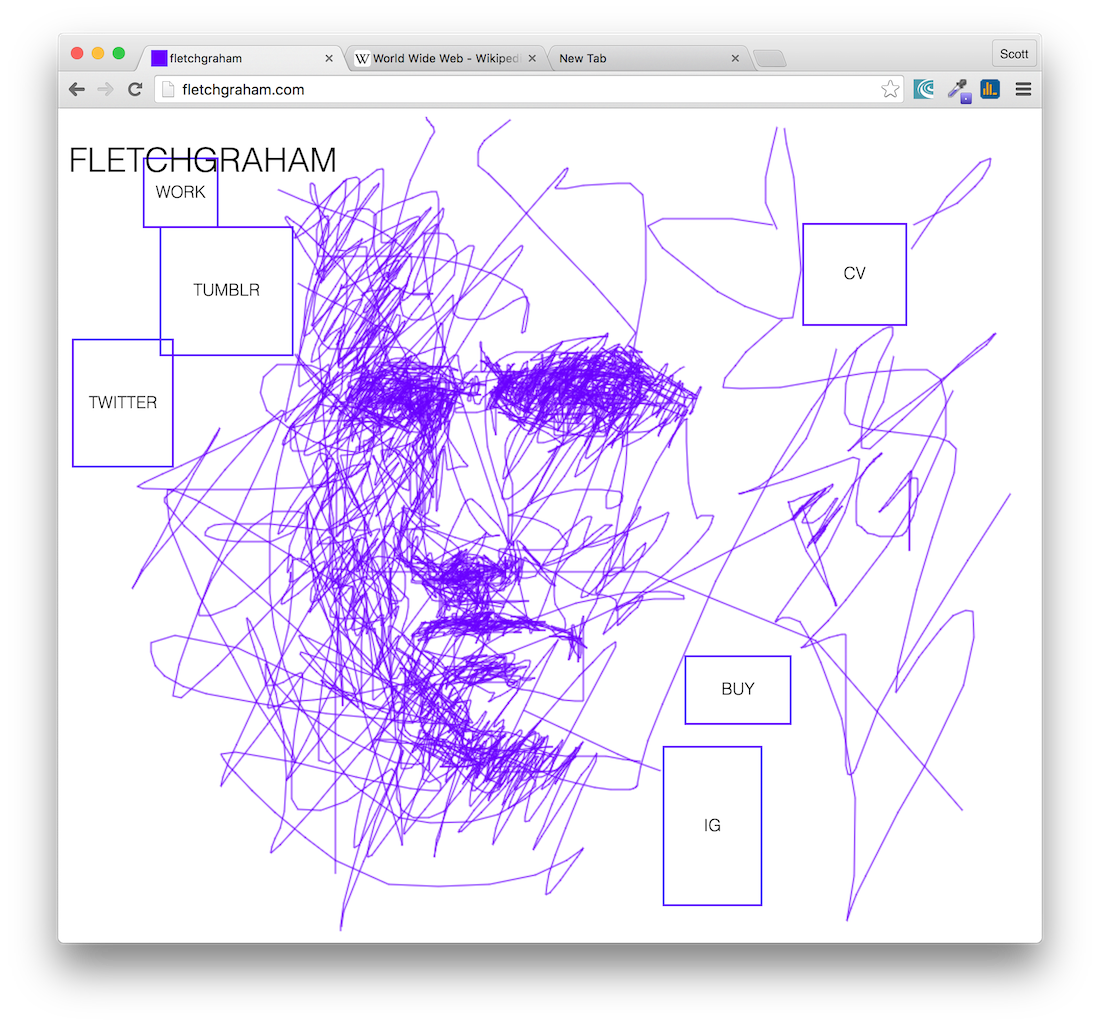 fletchgraham
World Wide Web - Wikiped
New Tab
Scott
fletchgraham.com
FLETCHGRAHAM
WORK
TUMBLR
CV
TWITTER
BUY
IG